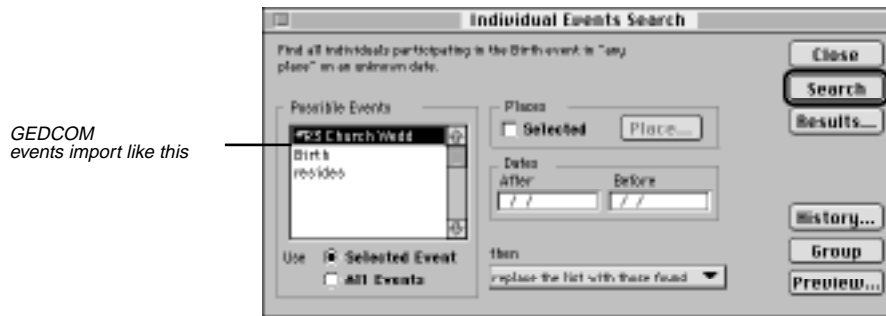 Individual Events Search
Find all individuals participating in the Birth event in "any
place" on an unknown date.
Close
Search
Results...
GEDCOM
events import like this
Possible Events
Church Wedd
Birth
resides
Use
Selected Event
All Events
Places
Selected
Place...
Dates
After
Before
/ /
/ /
then
replace the list with those found
History...
Group
Preview...